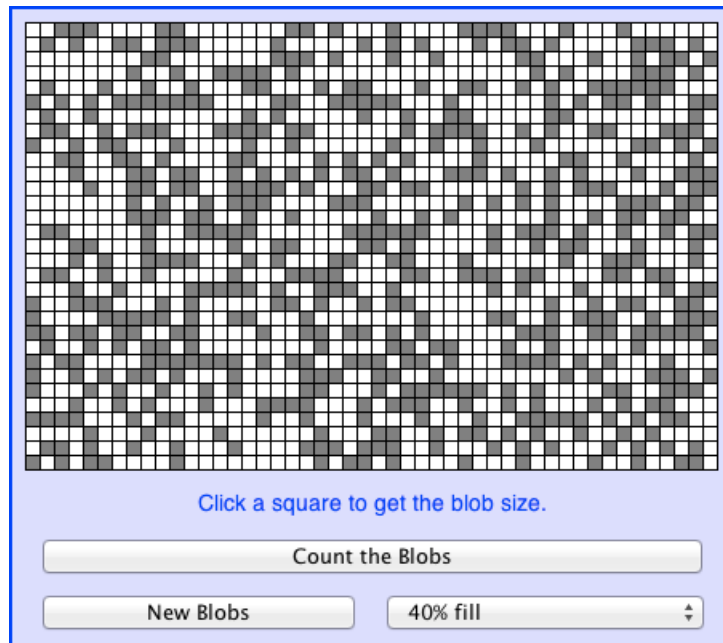 Click a square to get the blob size.
Count the Blobs
New Blobs
40% fill